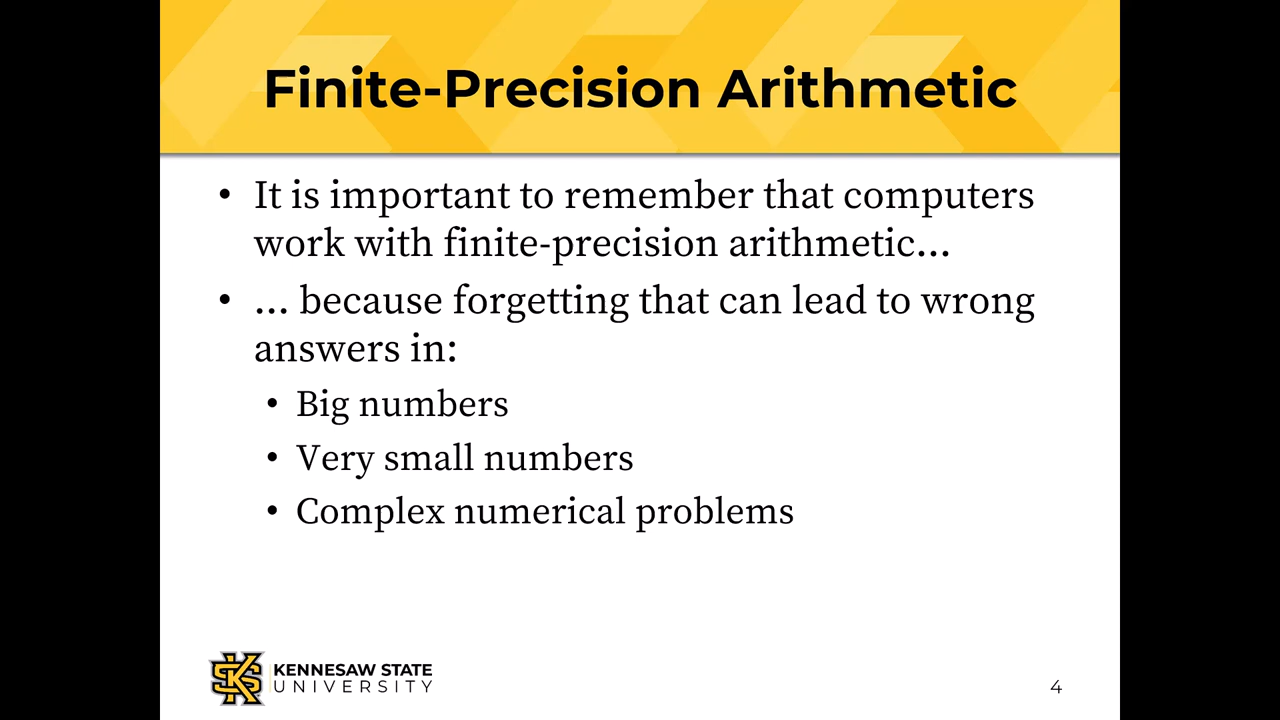 Finite-Precision Arithmetic
• It is important to remember that computers
work with finite-precision arithmetic...
• ... because forgetting that can lead to wrong
answers in:
• Big numbers
• Very small numbers
• Complex numerical problems
KS
KENNESAW STATE
UNIVERSITY
4